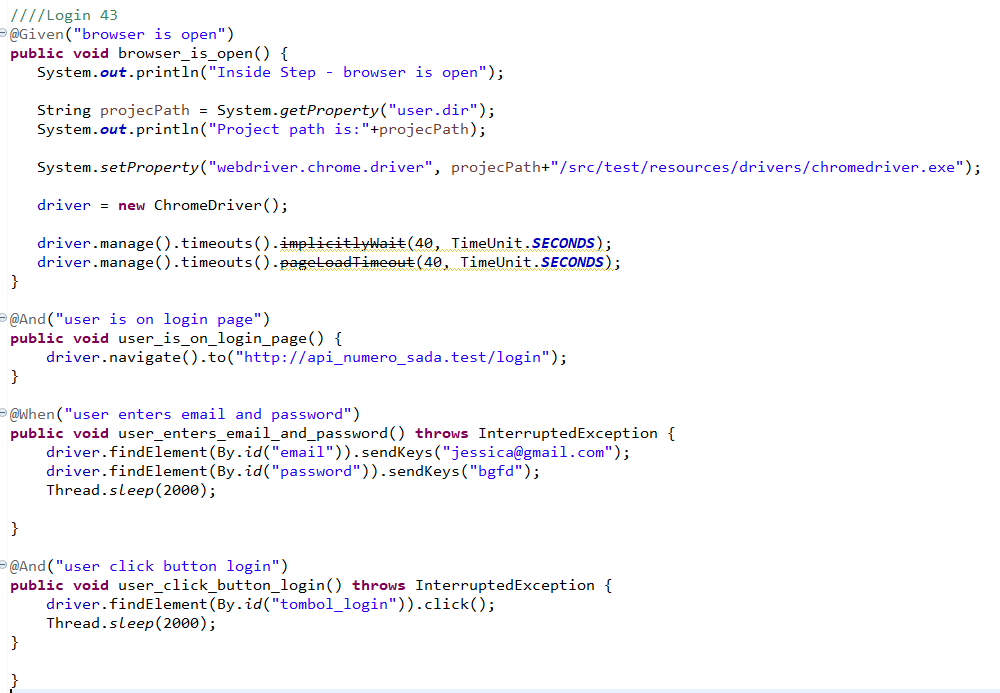 ////Login 43
@Given("browser is open")
public void browser_is_open() {
System.out.println("Inside Step - browser is open");
String projecPath = System.getProperty("user.dir");
System.out.println("Project path is:"+projecPath);
System.setProperty("webdriver.chrome.driver", projecPath+"/src/test/resources/drivers/chromedriver.exe");
driver = new ChromeDriver();
driver.manage().timeouts().implicitlyWait(40, TimeUnit.SECONDS);
driver.manage().timeouts().pageLoadTimeout(40, TimeUnit.SECONDS);
}
@And("user is on login page")
public void user_is_on_login_page() {
driver.navigate().to("http://api_numero_sada.test/login");
}
@When("user enters email and password")
public void user_enters_email_and_password() throws InterruptedException {
driver.findElement(By.id("email")).sendKeys("jessica@gmail.com");
driver.findElement(By.id("password")).sendKeys("bgfd");
Thread.sleep(2000);
}
@And("user click button login")
public void user_click_button_login() throws InterruptedException {
driver.findElement(By.id("tombol_login")).click();
Thread.sleep(2000);
}
}